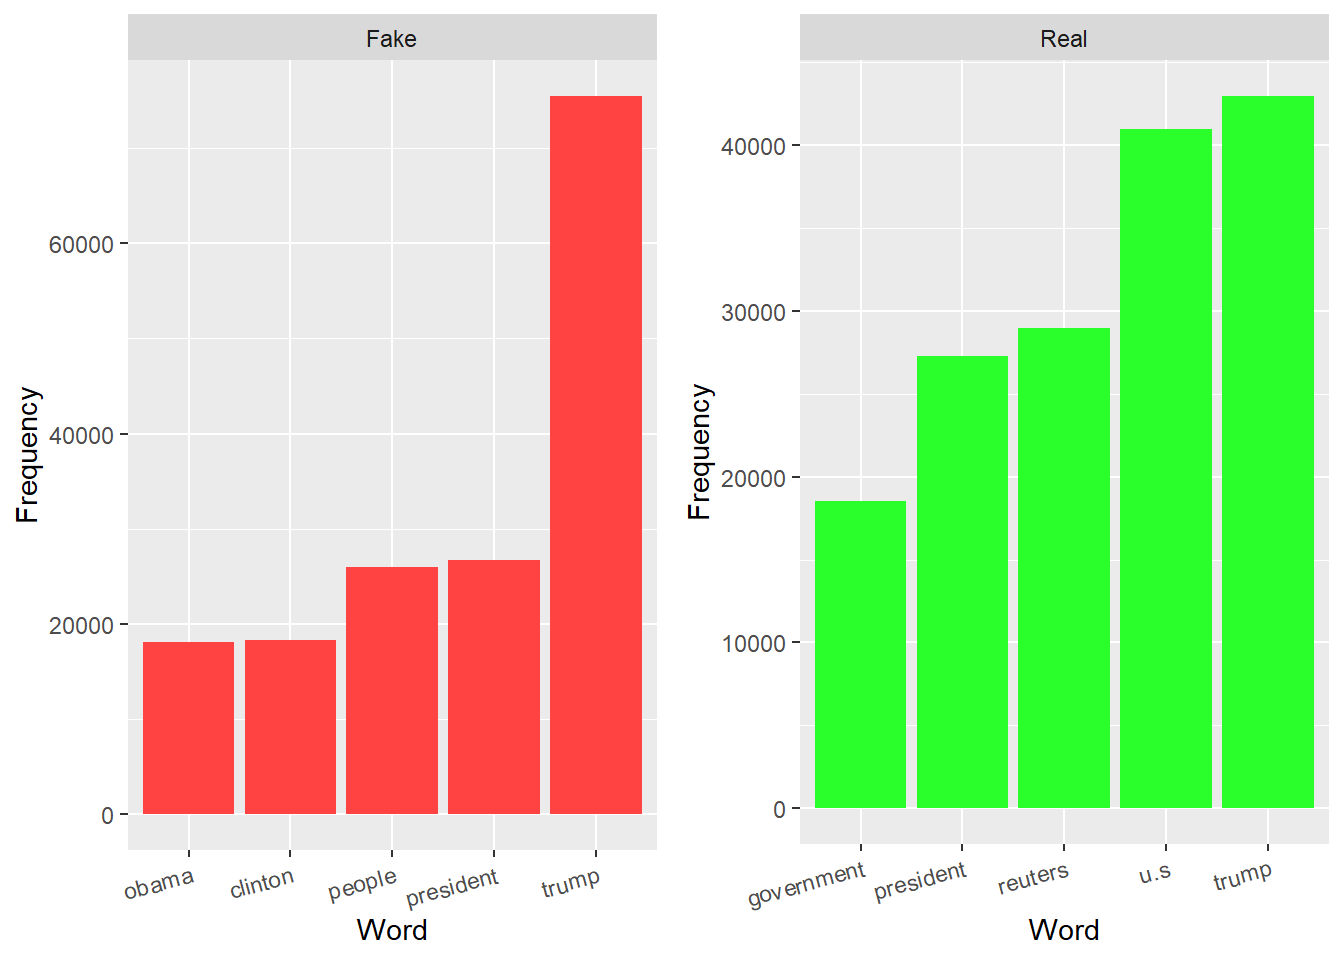 Fake
Frequency
60000
40000
20000
0
obama
clinton
people
president
trump
Word
Real
Frequency
40000
30000
20000
10000
0
government
president
reuters
u.s
trump
Word